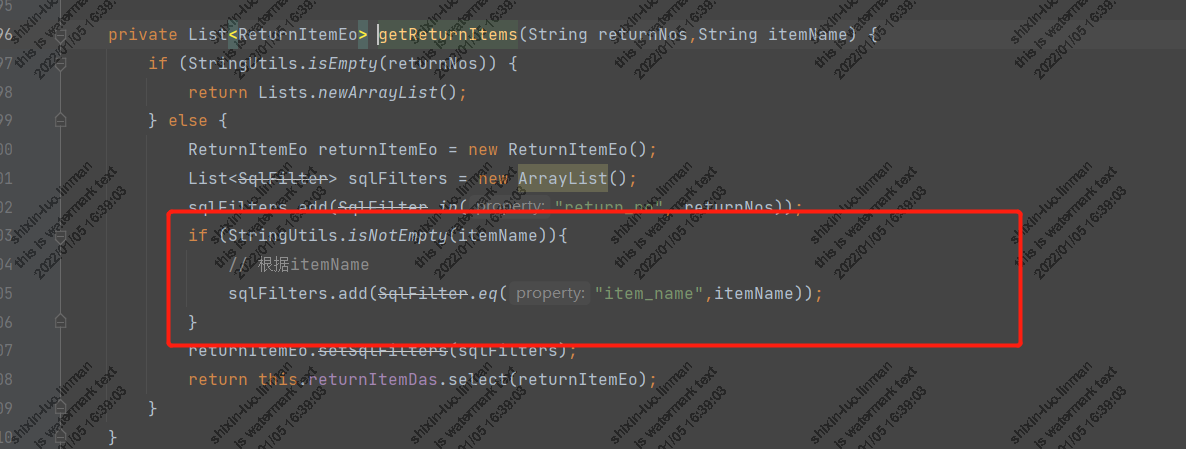 95
96 private List<ReturnItemEo> getReturnItems(String returnNos,String itemName) {
97 if (StringUtils.isEmpty(returnNos)) {
98 return Lists.newArrayList();
99 } else {
00 ReturnItemEo returnItemEo = new ReturnItemEo();
01 List<SqlFilter> sqlFilters = new ArrayList();
02 sqlFilters.add(SqlFilter.in( property: "return_no", returnNos));
03 if (StringUtils.isNotEmpty(itemName)){
04 // 根据itemName
05 sqlFilters.add(SqlFilter.eq( property: "item_name",itemName));
06 }
07 returnItemEo.setSqlFilters(sqlFilters);
08 return this.returnItemDas.select(returnItemEo);
09 }
10 }
shixin-luo.linman
this is watermark text
2022/01/05 16:39:03